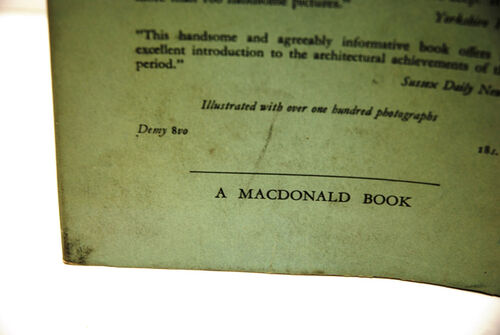 more than 100 handsome pictures."
Yorkshire
"This handsome and agreeably informative book offers
excellent introduction to the architectural achievements of
period."
Sussex Daily New
Illustrated with over one hundred photographs
Demy 8vo
18s.
A MACDONALD BOOK